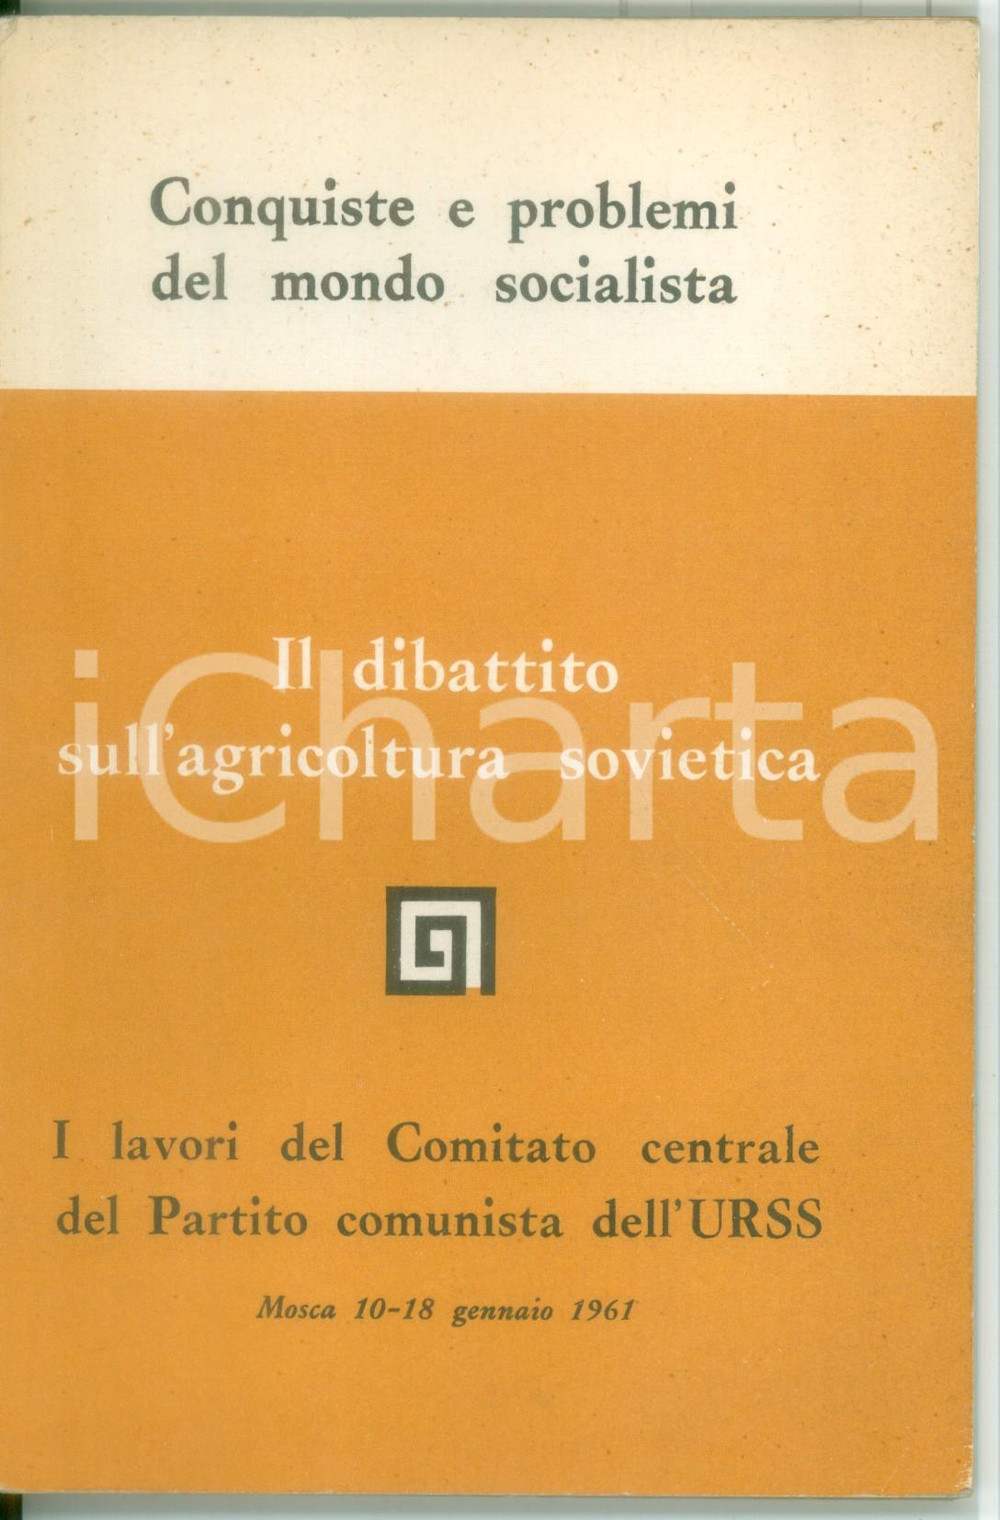 Conquiste e problemi
del mondo socialista
Il dibattito
sull'agricoltura sovietica
iCharta
I lavori del Comitato centrale
del Partito comunista dell'URSS
Mosca 10-18 gennaio 1961